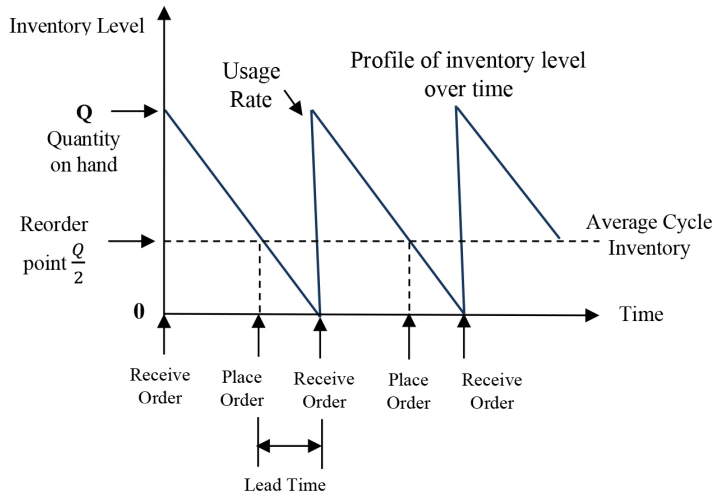 Inventory Level
Usage
Rate
Profile of inventory level
over time
Q
Quantity
on hand
Reorder
point Q/2
Average Cycle
Inventory
0
Time
Receive
Order
Place
Order
Receive
Order
Place
Order
Receive
Order
Lead Time